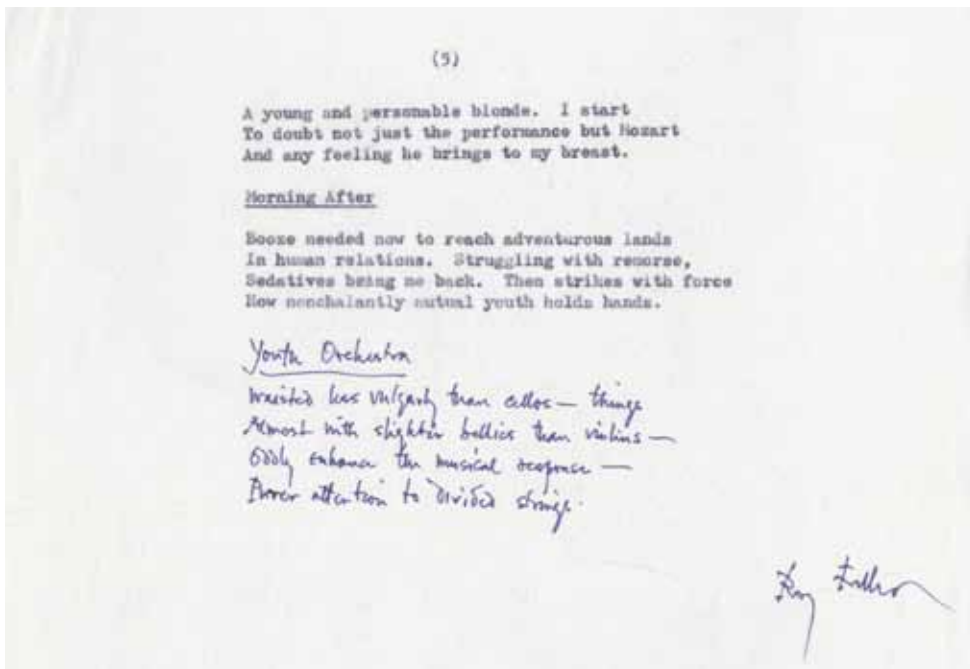 (5)
A young and personable blonde. I start
To doubt not just the performance but Mozart
And any feeling he brings to my breast.
Morning After
Booze needed now to reach adventurous lands
In human relations. Struggling with remorse,
Sedatives bring me back. Then strikes with force
How nonchalantly mutual youth holds hands.
Youth Orchestra
Waisted less vulgarly than cellos — things
Almost with slighter bellies than violins —
Oddly enhance the musical response —
attention to divided strings.
Roy Fuller